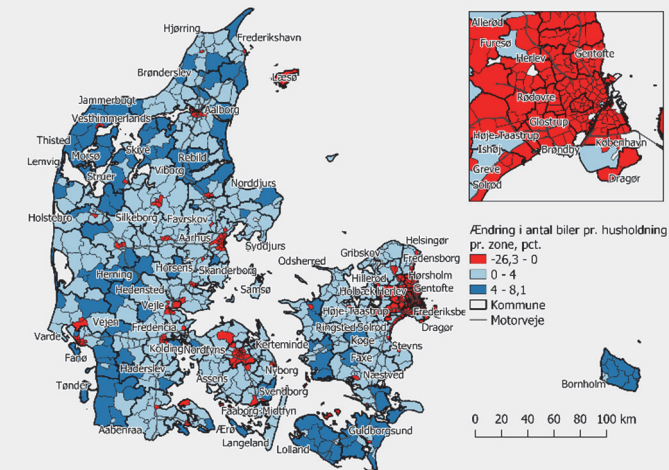 Hjørring
Frederikshavn
Læsø
Brønderslev
Jammerbugt
Aalborg
Vesthimmerlands
Thisted
Morsø
Skive
Rebild
Lemvig
Struer
Viborg
Norddjurs
Holstebro
Silkeborg
Favrskov
Aarhus
Syddjurs
Herning
Horsens
Skanderborg
Hedensted
Samsø
Odsherred
Vejle
Varde
Vejen
Fredericia
Fanø
Kolding
Nordfyns
Kerteminde
Tønder
Haderslev
Assens
Nyborg
Svendborg
Faaborg-Midtfyn
Aabenraa
Ærø
Langeland
Lolland
Guldborgsund
Helsingør
Gribskov
Fredensborg
Hillerød
Hørsholm
Holbæk
Herlev
Gentofte
Høje-Taastrup
Frederiksbe
Ringsted
Solrød
Dragør
Køge
Stevns
Faxe
Næstved
Bornholm
Allerød
Furesø
Herlev
Gentofte
Rødovre
Glostrup
Høje-Taastrup
København
Ishøj
Brøndby
Greve
Dragør
Solrød
Ændring i antal biler pr. husholdning
pr. zone, pct.
-26,3 - 0
0 - 4
4 - 8,1
Kommune
Motorveje
0 20 40 60 80 100 km